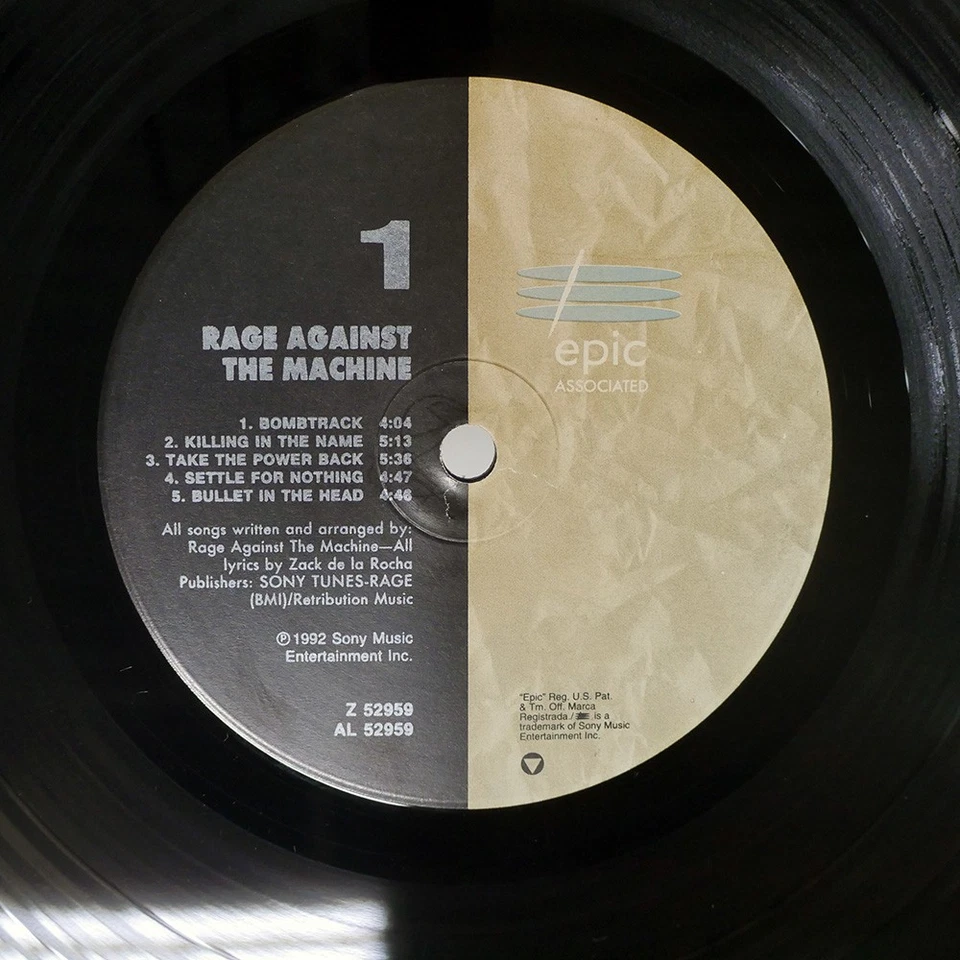 1
RAGE AGAINST
THE MACHINE
1. BOMBTRACK 4:04
2. KILLING IN THE NAME 5:13
3. TAKE THE POWER BACK 5:36
4. SETTLE FOR NOTHING 4:47
5. BULLET IN THE HEAD 4:46
All songs written and arranged by:
Rage Against The Machine—All
lyrics by Zack de la Rocha
Publishers: SONY TUNES-RAGE
(BMI)/Retribution Music
℗ 1992 Sony Music
Entertainment Inc.
Z 52959
AL 52959
epic
ASSOCIATED
"Epic" Reg. U.S. Pat.
& Tm. Off. Marca
Registrada./ is a
trademark of Sony Music
Entertainment Inc.